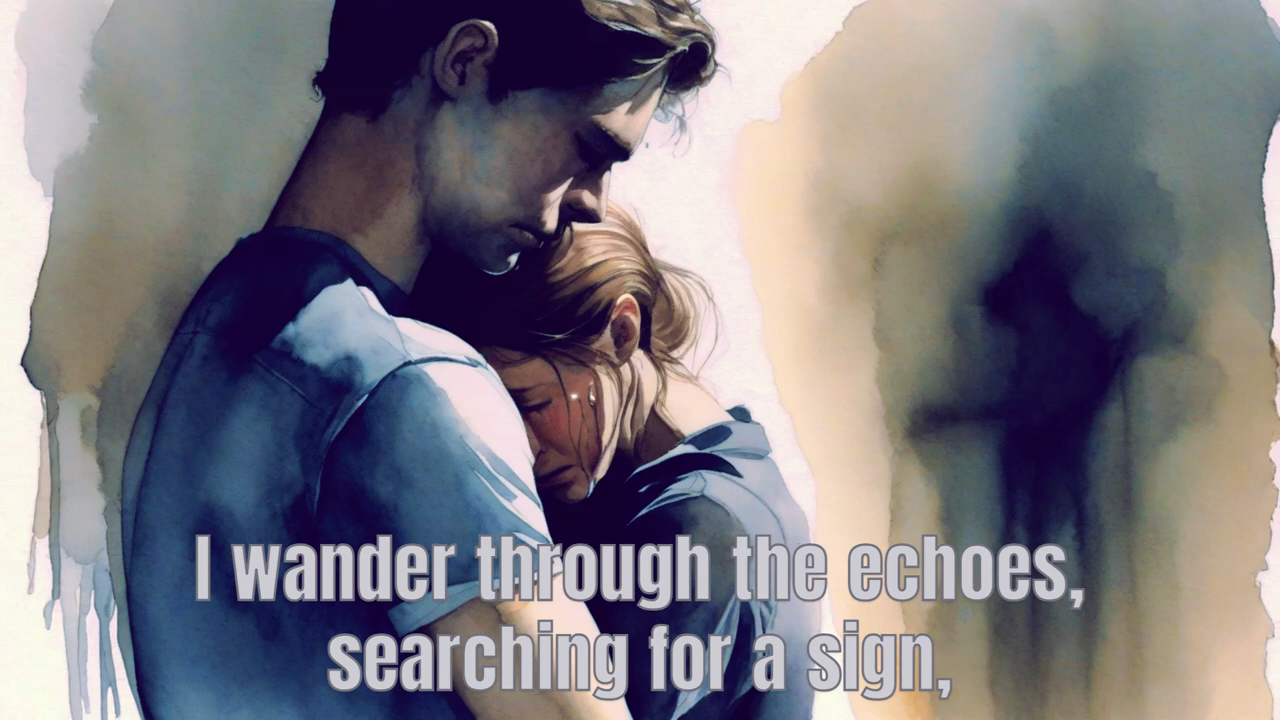 I wander through the echoes,
searching for a sign,